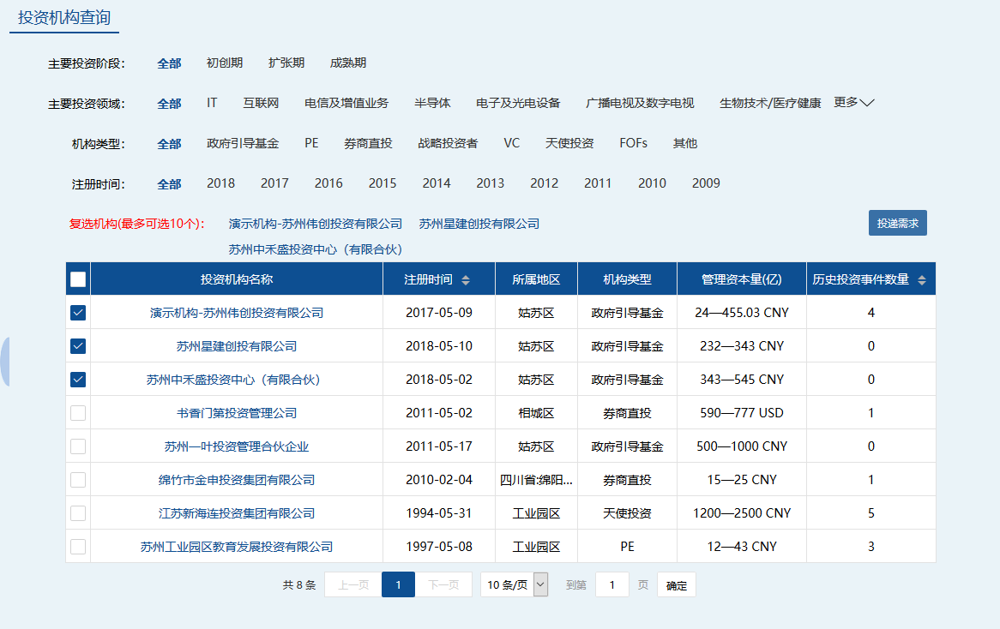 投资机构查询
主要投资阶段： 全部 初创期 扩张期 成熟期
主要投资领域： 全部 IT 互联网 电信及增值业务 半导体 电子及光电设备 广播电视及数字电视 生物技术/医疗健康 更多
机构类型： 全部 政府引导基金 PE 券商直投 战略投资者 VC 天使投资 FOFs 其他
注册时间： 全部 2018 2017 2016 2015 2014 2013 2012 2011 2010 2009
复选机构(最多可选10个)： 演示机构-苏州伟创投资有限公司 苏州星建创投有限公司 投递需求
苏州中禾盛投资中心（有限合伙）
投资机构名称 注册时间 所属地区 机构类型 管理资本量(亿) 历史投资事件数量
演示机构-苏州伟创投资有限公司 2017-05-09 姑苏区 政府引导基金 24—455.03 CNY 4
苏州星建创投有限公司 2018-05-10 姑苏区 政府引导基金 232—343 CNY 0
苏州中禾盛投资中心（有限合伙） 2018-05-02 姑苏区 政府引导基金 343—545 CNY 0
书香门第投资管理公司 2011-05-02 相城区 券商直投 590—777 USD 1
苏州一叶投资管理合伙企业 2011-05-17 姑苏区 政府引导基金 500—1000 CNY 0
绵竹市金申投资集团有限公司 2010-02-04 四川省:绵阳... 券商直投 15—25 CNY 1
江苏新海连投资集团有限公司 1994-05-31 工业园区 天使投资 1200—2500 CNY 5
苏州工业园区教育发展投资有限公司 1997-05-08 工业园区 PE 12—43 CNY 3
共 8 条 上一页 1 下一页 10 条/页 到第 1 页 确定